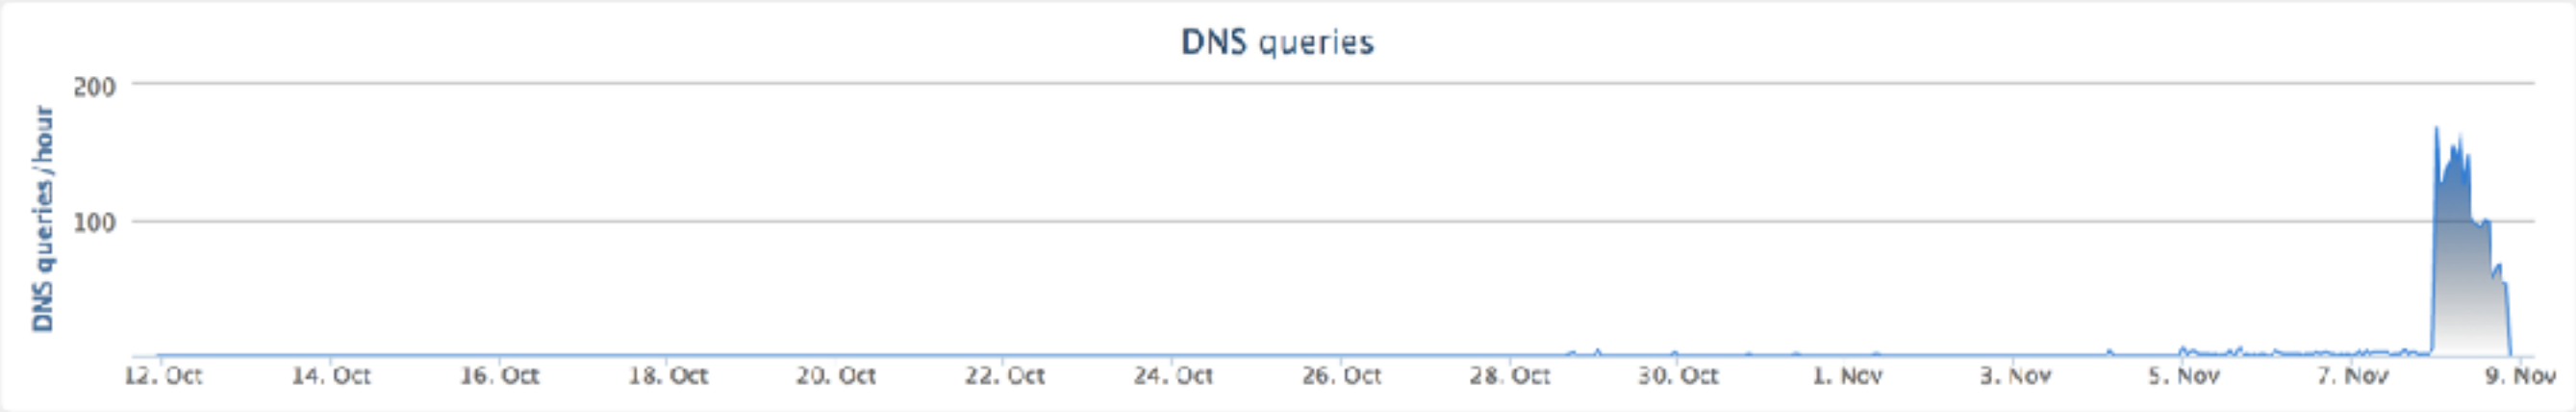 DNS queries
200
DNS queries/hour
100
12. Oct 14. Oct 16. Oct 18. Oct 20. Oct 22. Oct 24. Oct 26. Oct 28. Oct 30. Oct 1. Nov 3. Nov 5. Nov 7. Nov 9. Nov